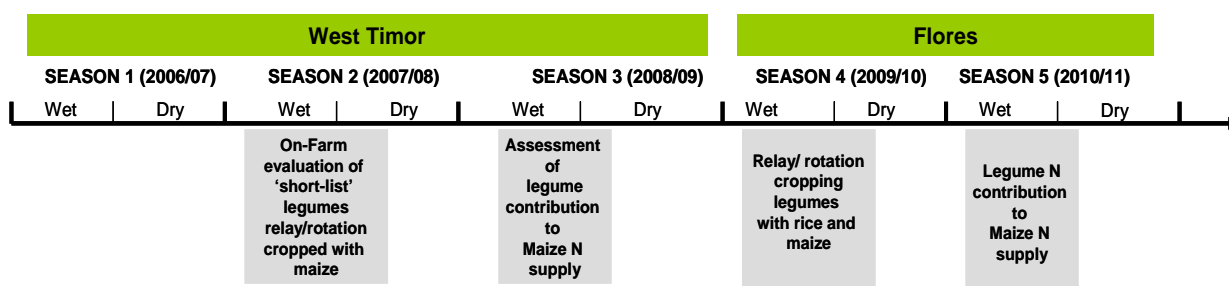 West Timor
Flores
SEASON 1 (2006/07)
SEASON 2 (2007/08)
SEASON 3 (2008/09)
SEASON 4 (2009/10)
SEASON 5 (2010/11)
Wet
Dry
Wet
Dry
Wet
Dry
Wet
Dry
Wet
Dry
On-Farm
evaluation of
‘short-list’
legumes
relay/rotation
cropped with
maize
Assessment
of
legume
contribution
to
Maize N
supply
Relay/ rotation
cropping
legumes
with rice and
maize
Legume N
contribution
to
Maize N
supply